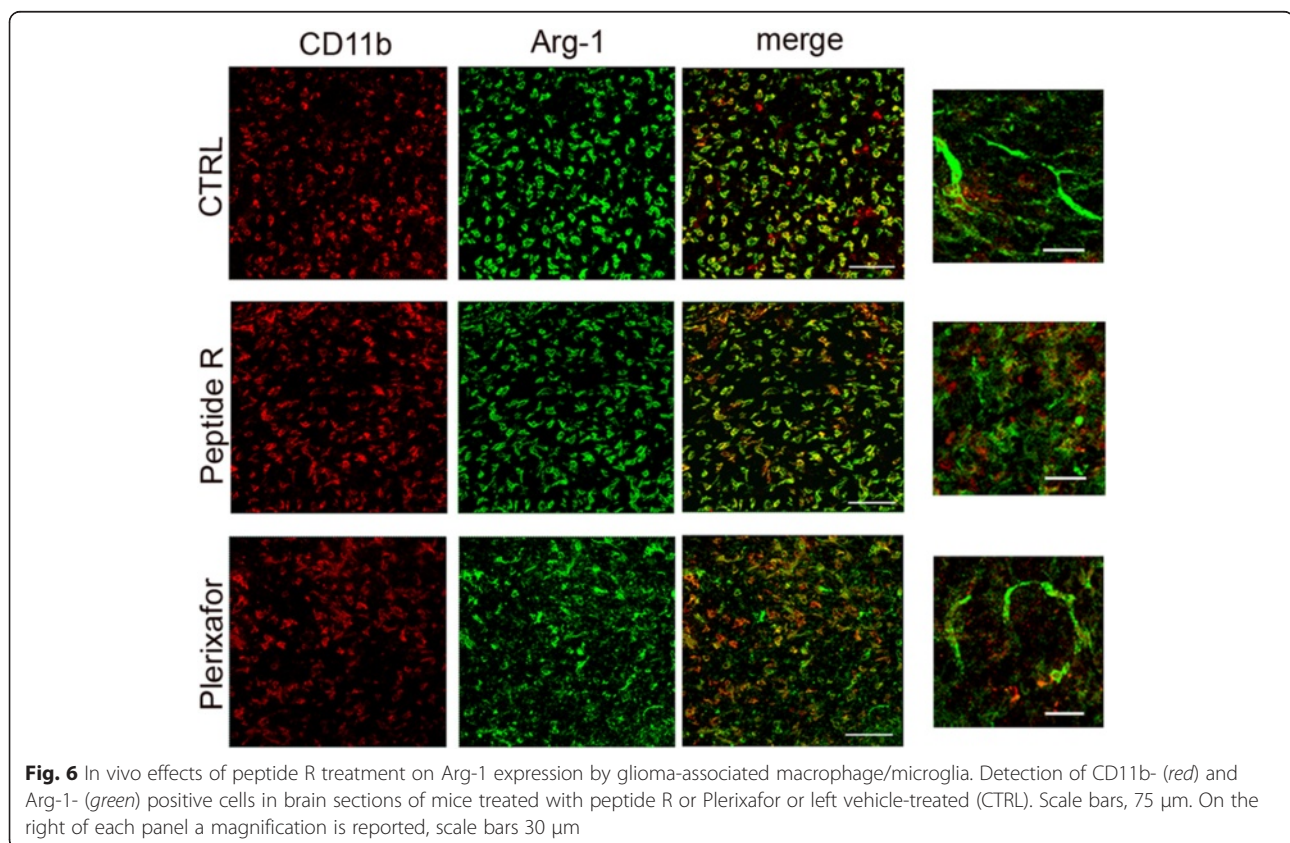 CD11b Arg-1 merge
CTRL
Peptide R
Plerixafor
Fig. 6 In vivo effects of peptide R treatment on Arg-1 expression by glioma-associated macrophage/microglia. Detection of CD11b- (red) and
Arg-1- (green) positive cells in brain sections of mice treated with peptide R or Plerixafor or left vehicle-treated (CTRL). Scale bars, 75 μm. On the
right of each panel a magnification is reported, scale bars 30 μm